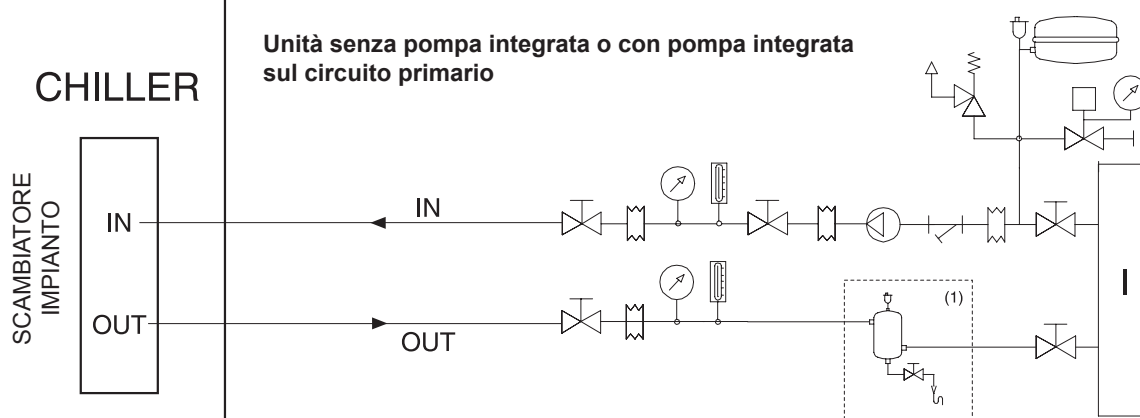 Unità senza pompa integrata o con pompa integrata
sul circuito primario
CHILLER
SCAMBIATORE
IMPIANTO
IN
IN
OUT
OUT
(1)
I